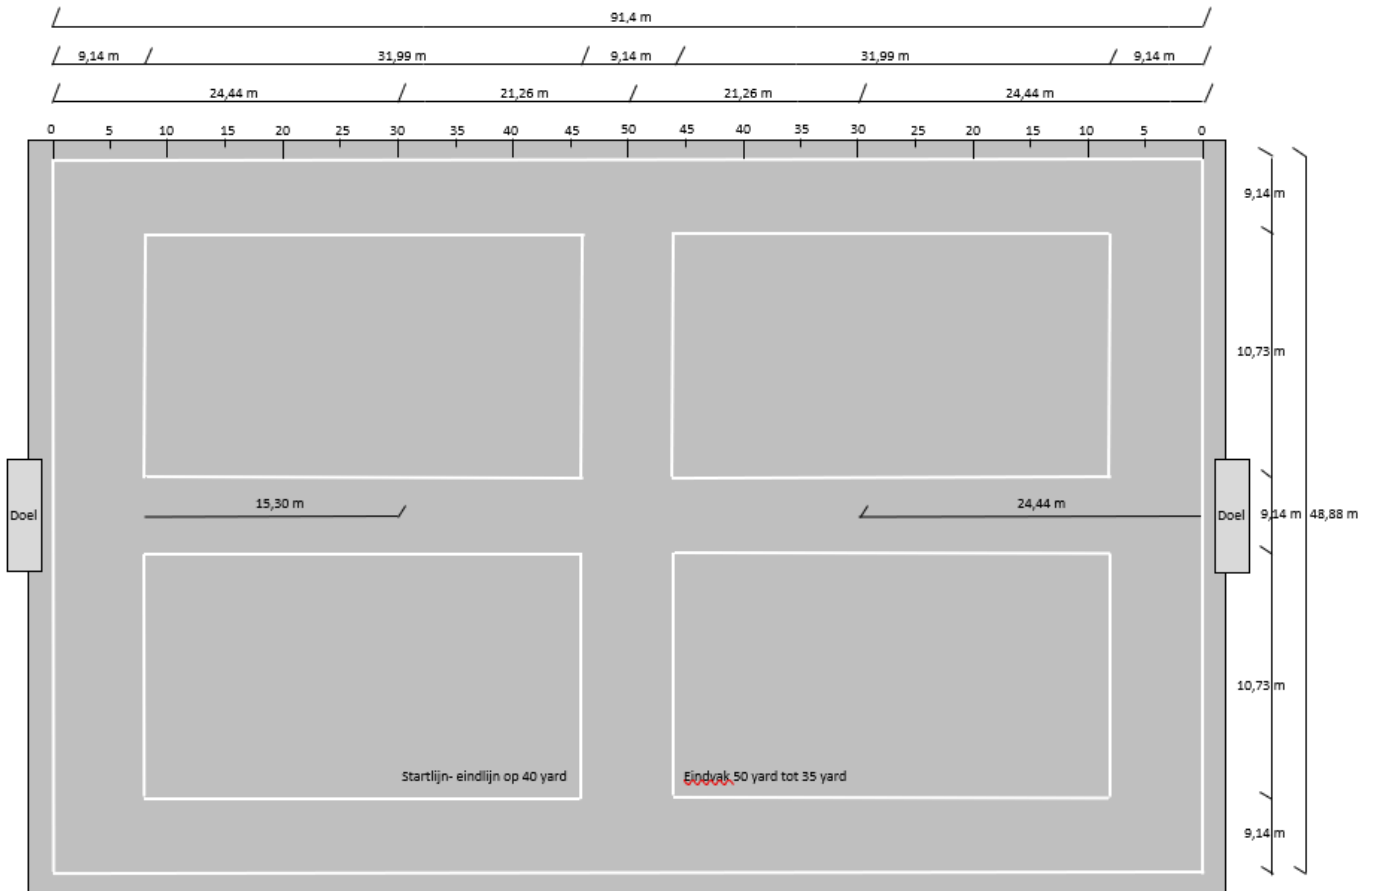 91,4 m
9,14 m 31,99 m 9,14 m 31,99 m 9,14 m
24,44 m 21,26 m 21,26 m 24,44 m
0 5 10 15 20 25 30 35 40 45 50 45 40 35 30 25 20 15 10 5 0
9,14 m
10,73 m
15,30 m 24,44 m
Doel Doel 9,14 m 48,88 m
10,73 m
Startlijn- eindlijn op 40 yard Eindvak 50 yard tot 35 yard
9,14 m